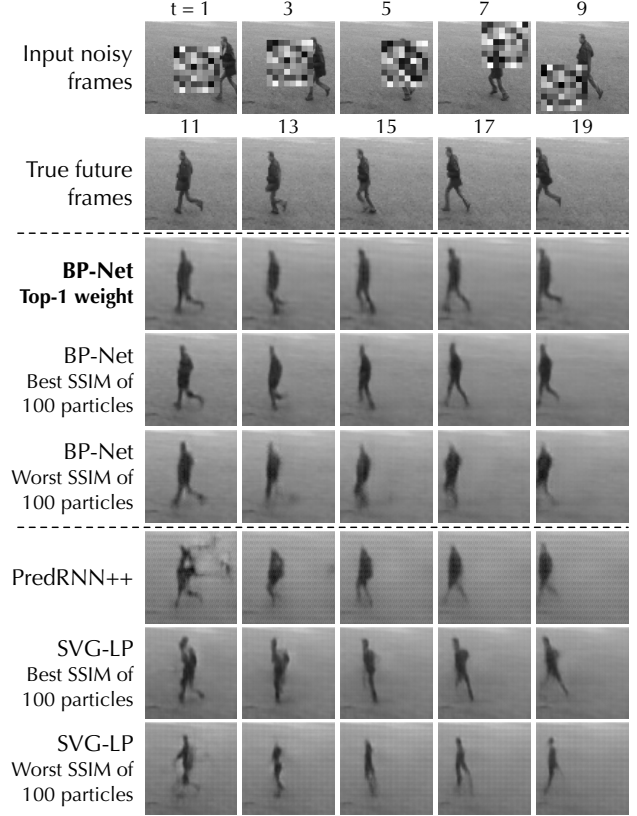 t = 1 3 5 7 9
Input noisy
frames
11 13 15 17 19
True future
frames
BP-Net
Top-1 weight
BP-Net
Best SSIM of
100 particles
BP-Net
Worst SSIM of
100 particles
PredRNN++
SVG-LP
Best SSIM of
100 particles
SVG-LP
Worst SSIM of
100 particles